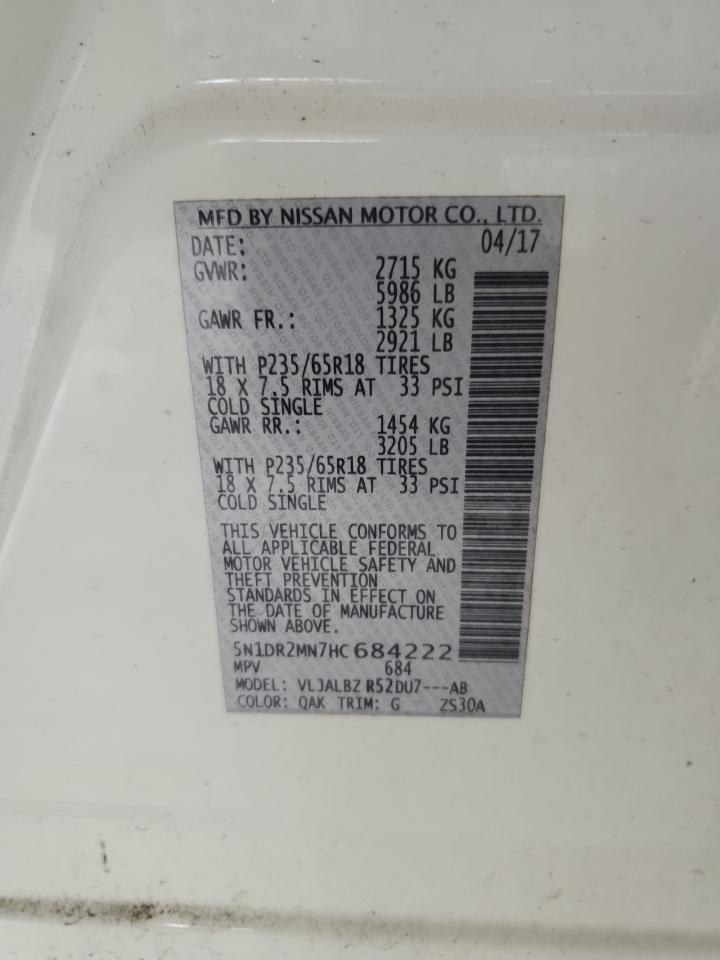 MFD BY NISSAN MOTOR CO., LTD.
DATE: 04/17
GVWR: 2715 KG
5986 LB
GAWR FR.: 1325 KG
2921 LB
WITH P235/65R18 TIRES
18 X 7.5 RIMS AT 33 PSI
COLD SINGLE
GAWR RR.: 1454 KG
3205 LB
WITH P235/65R18 TIRES
18 X 7.5 RIMS AT 33 PSI
COLD SINGLE
THIS VEHICLE CONFORMS TO
ALL APPLICABLE FEDERAL
MOTOR VEHICLE SAFETY AND
THEFT PREVENTION
STANDARDS IN EFFECT ON
THE DATE OF MANUFACTURE
SHOWN ABOVE.
5N1DR2MN7HC684222
MPV 684
MODEL: VLJALBZ R52DU7---AB
COLOR: QAK TRIM: G ZS30A